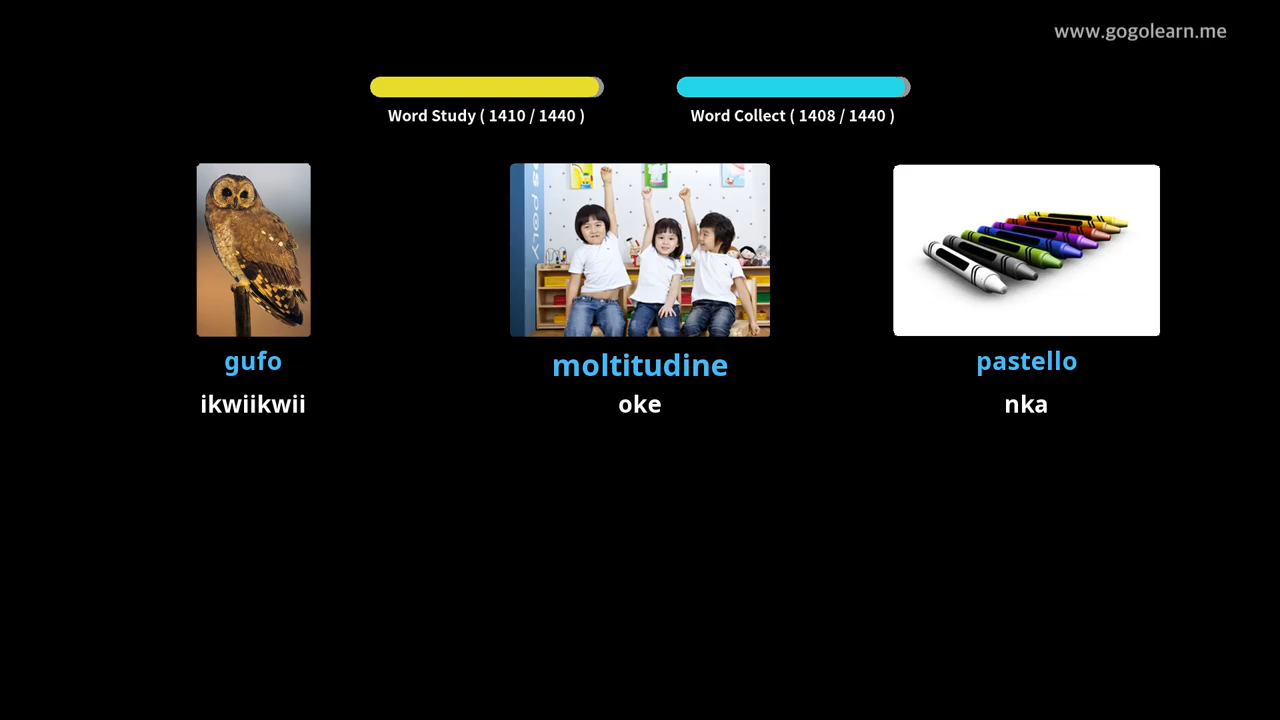 www.gogolearn.me
Word Study ( 1410 / 1440 )
Word Collect ( 1408 / 1440 )
gufo
moltitudine
pastello
ikwiikwii
oke
nka